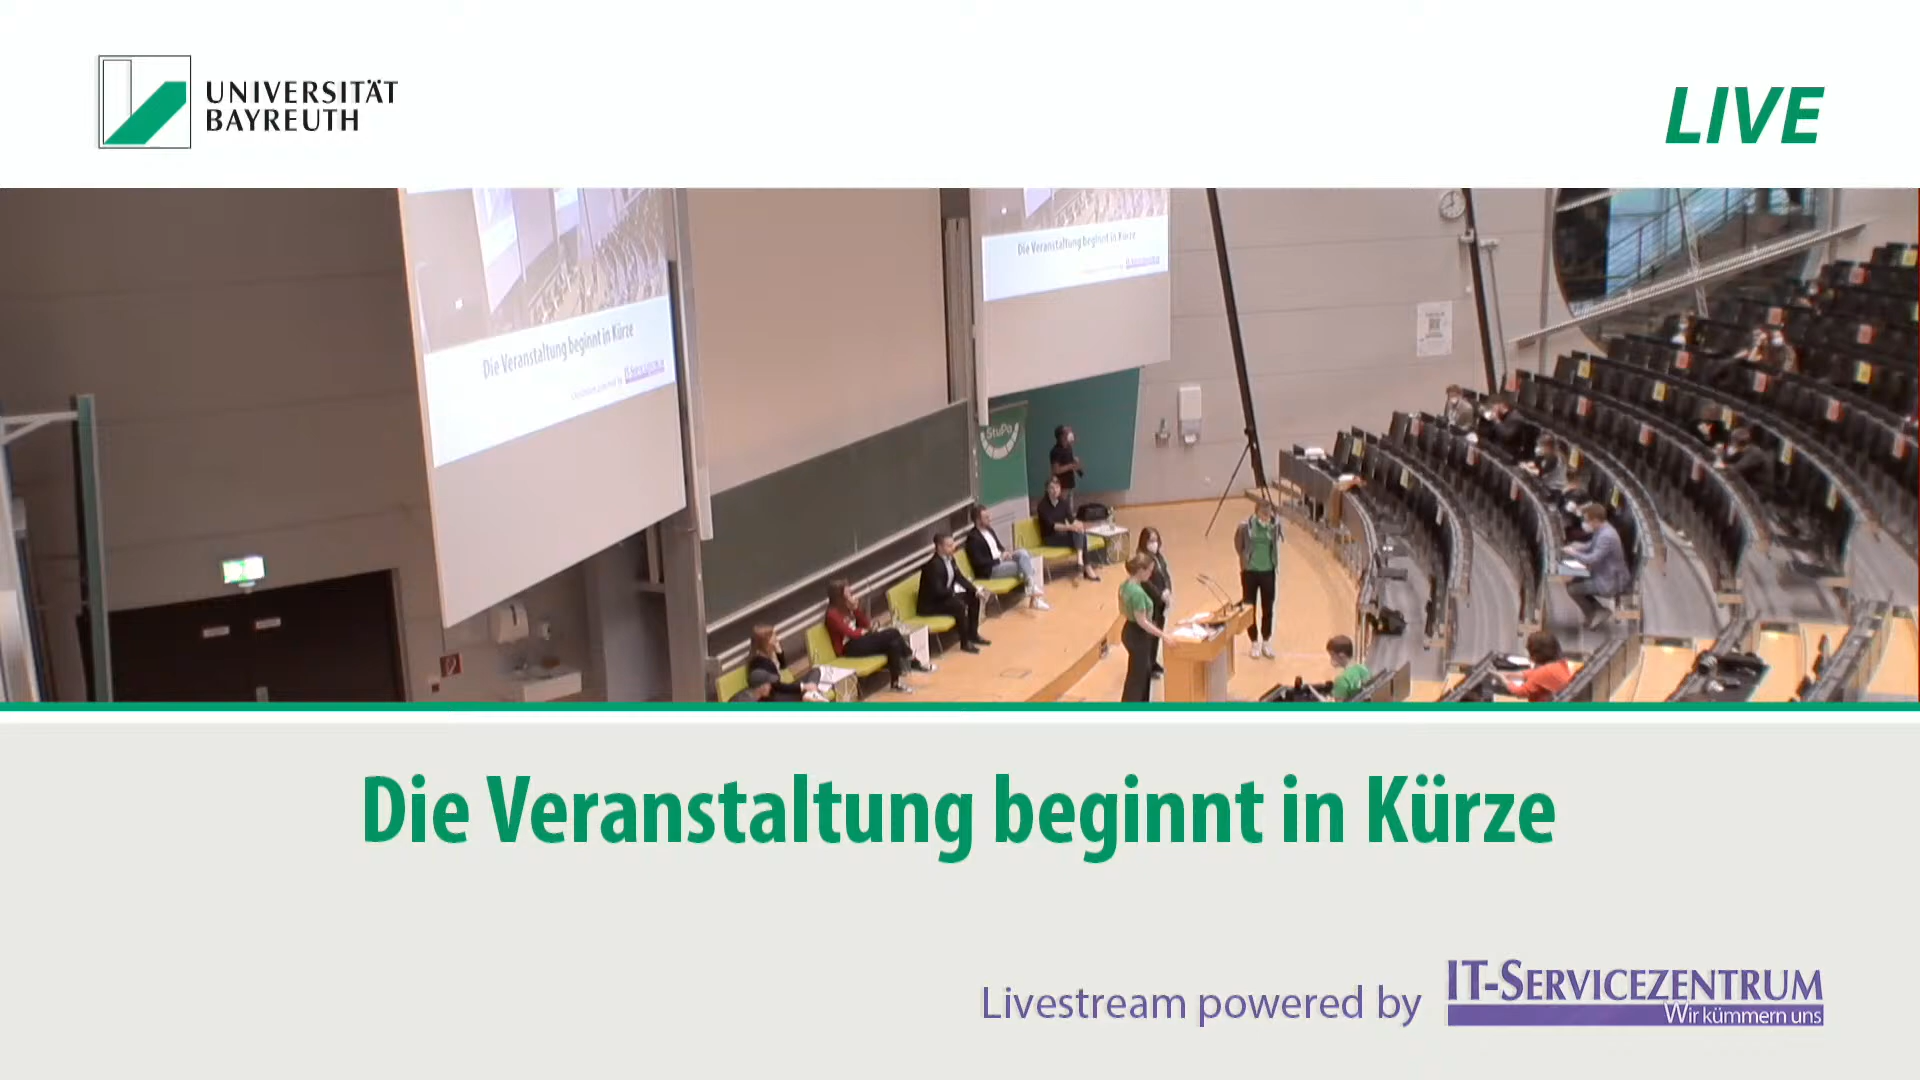 UNIVERSITÄT
BAYREUTH
LIVE
Die Veranstaltung beginnt in Kürze
Die Veranstaltung beginnt in Kürze
StuPa
Die Veranstaltung beginnt in Kürze
Livestream powered by
IT-SERVICEZENTRUM
Wir kümmern uns